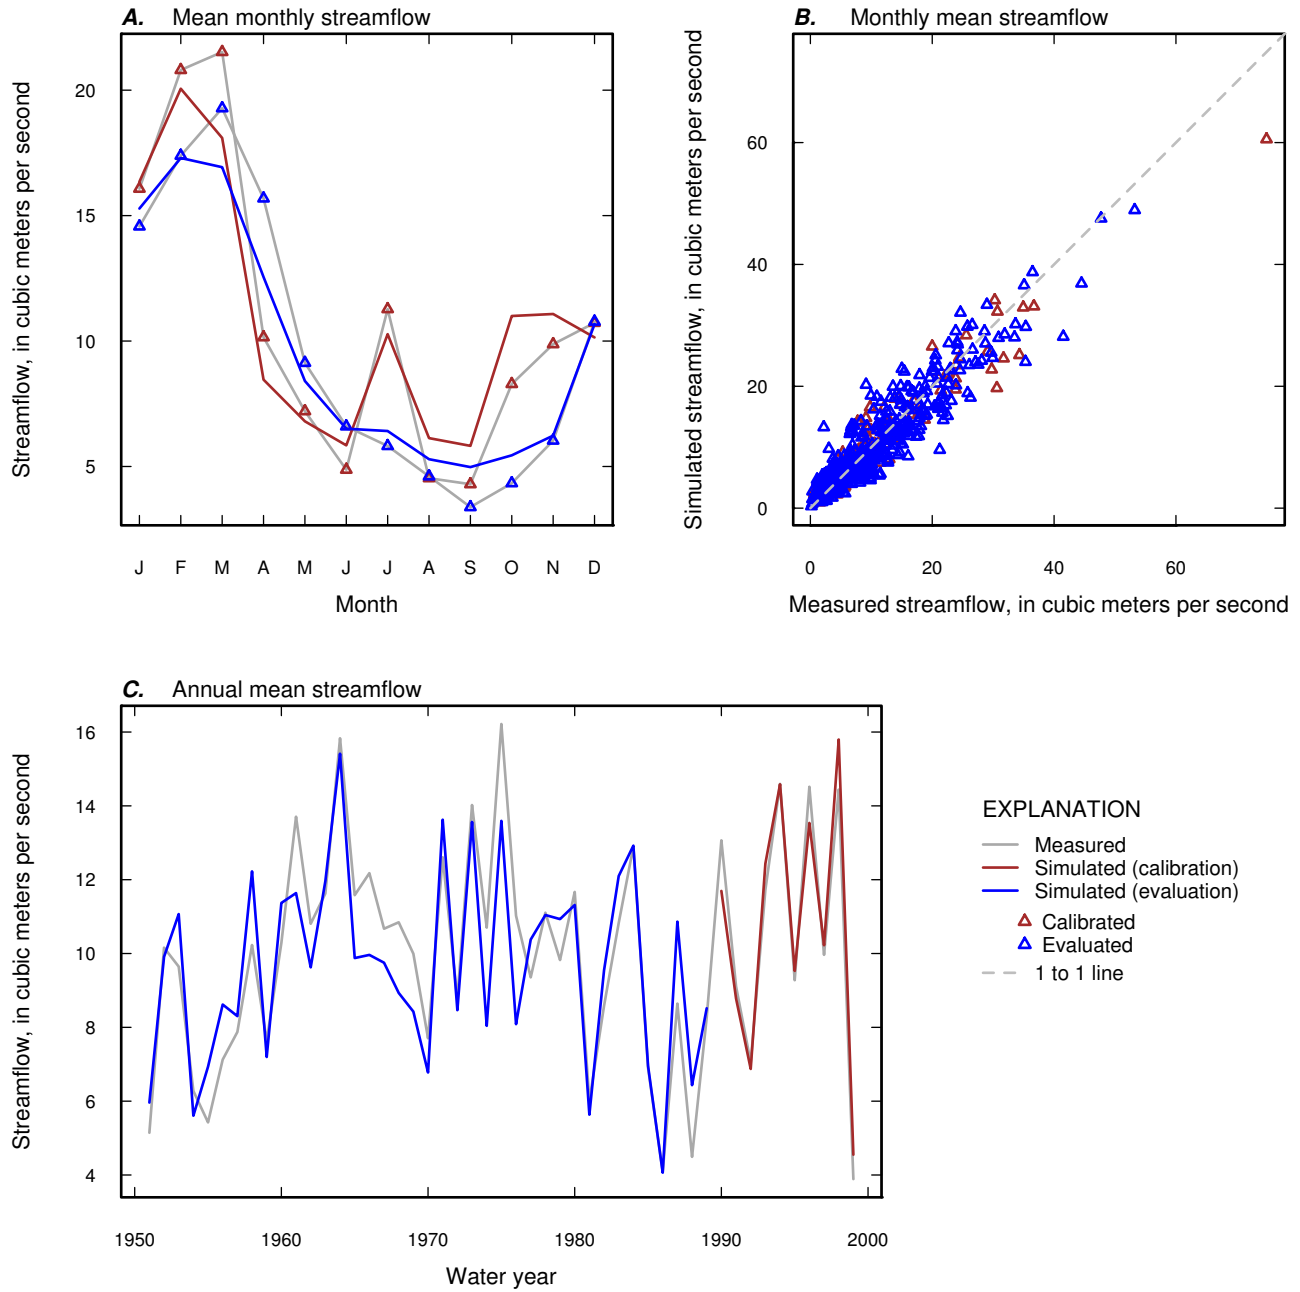 A. Mean monthly streamflow
Streamflow, in cubic meters per second
20
15
10
5
J F M A M J J A S O N D
Month
B. Monthly mean streamflow
Simulated streamflow, in cubic meters per second
60
40
20
0
0 20 40 60
Measured streamflow, in cubic meters per second
C. Annual mean streamflow
Streamflow, in cubic meters per second
16
14
12
10
8
6
4
1950 1960 1970 1980 1990 2000
Water year
EXPLANATION
Measured
Simulated (calibration)
Simulated (evaluation)
Calibrated
Evaluated
1 to 1 line